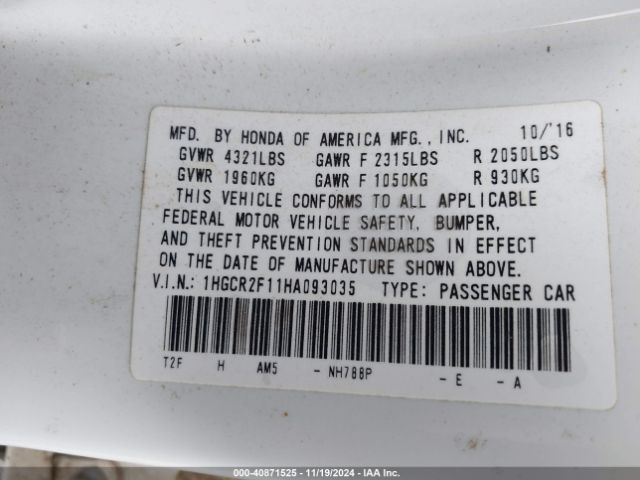 MFD. BY HONDA OF AMERICA MFG., INC. 10/'16
GVWR 4321LBS GAWR F 2315LBS R 2050LBS
GVWR 1960KG GAWR F 1050KG R 930KG
THIS VEHICLE CONFORMS TO ALL APPLICABLE
FEDERAL MOTOR VEHICLE SAFETY, BUMPER,
AND THEFT PREVENTION STANDARDS IN EFFECT
ON THE DATE OF MANUFACTURE SHOWN ABOVE.
V.I.N.: 1HGCR2F11HA093035 TYPE: PASSENGER CAR
T2F H AM5 - NH788P - E - A
000-40871525 - 11/19/2024 - IAAI.COM